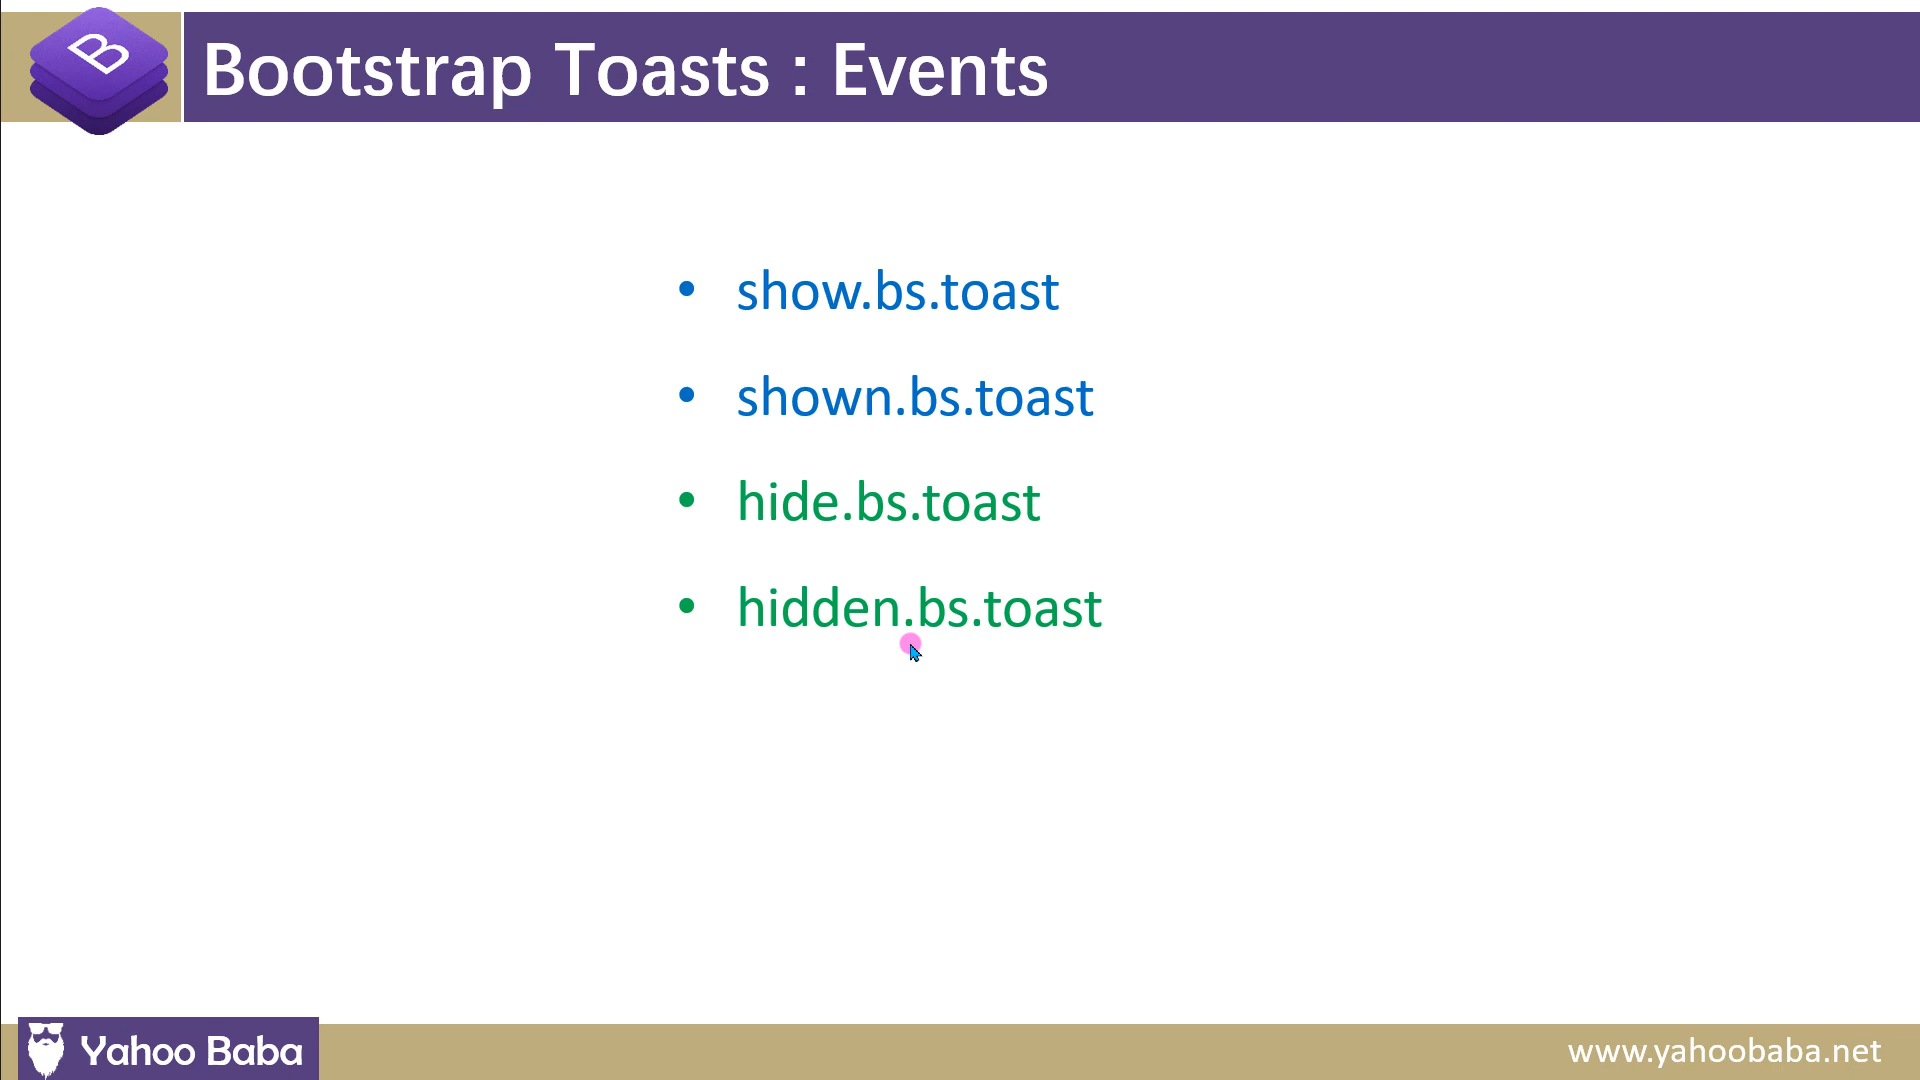 B
Bootstrap Toasts : Events
• show.bs.toast
• shown.bs.toast
• hide.bs.toast
• hidden.bs.toast
Yahoo Baba
www.yahoobaba.net